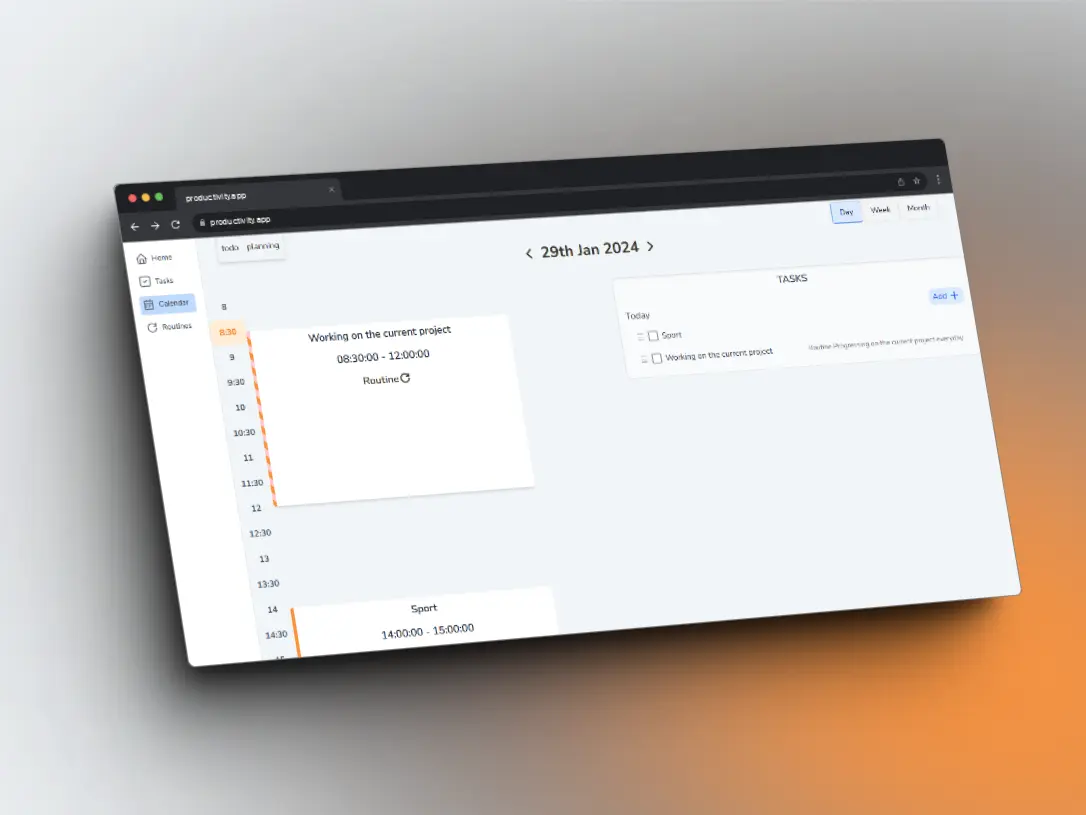 productivity.app
productivity.app
Home
Tasks
Calendar
Routines
todo planning
29th Jan 2024
Day Week Month
8
8:30
9
9:30
10
10:30
11
11:30
12
12:30
13
13:30
14
14:30
15
Working on the current project
08:30:00 - 12:00:00
Routine
Sport
14:00:00 - 15:00:00
TASKS
Add
Today
Sport
Working on the current project
Routine Progressing on the current project everyday